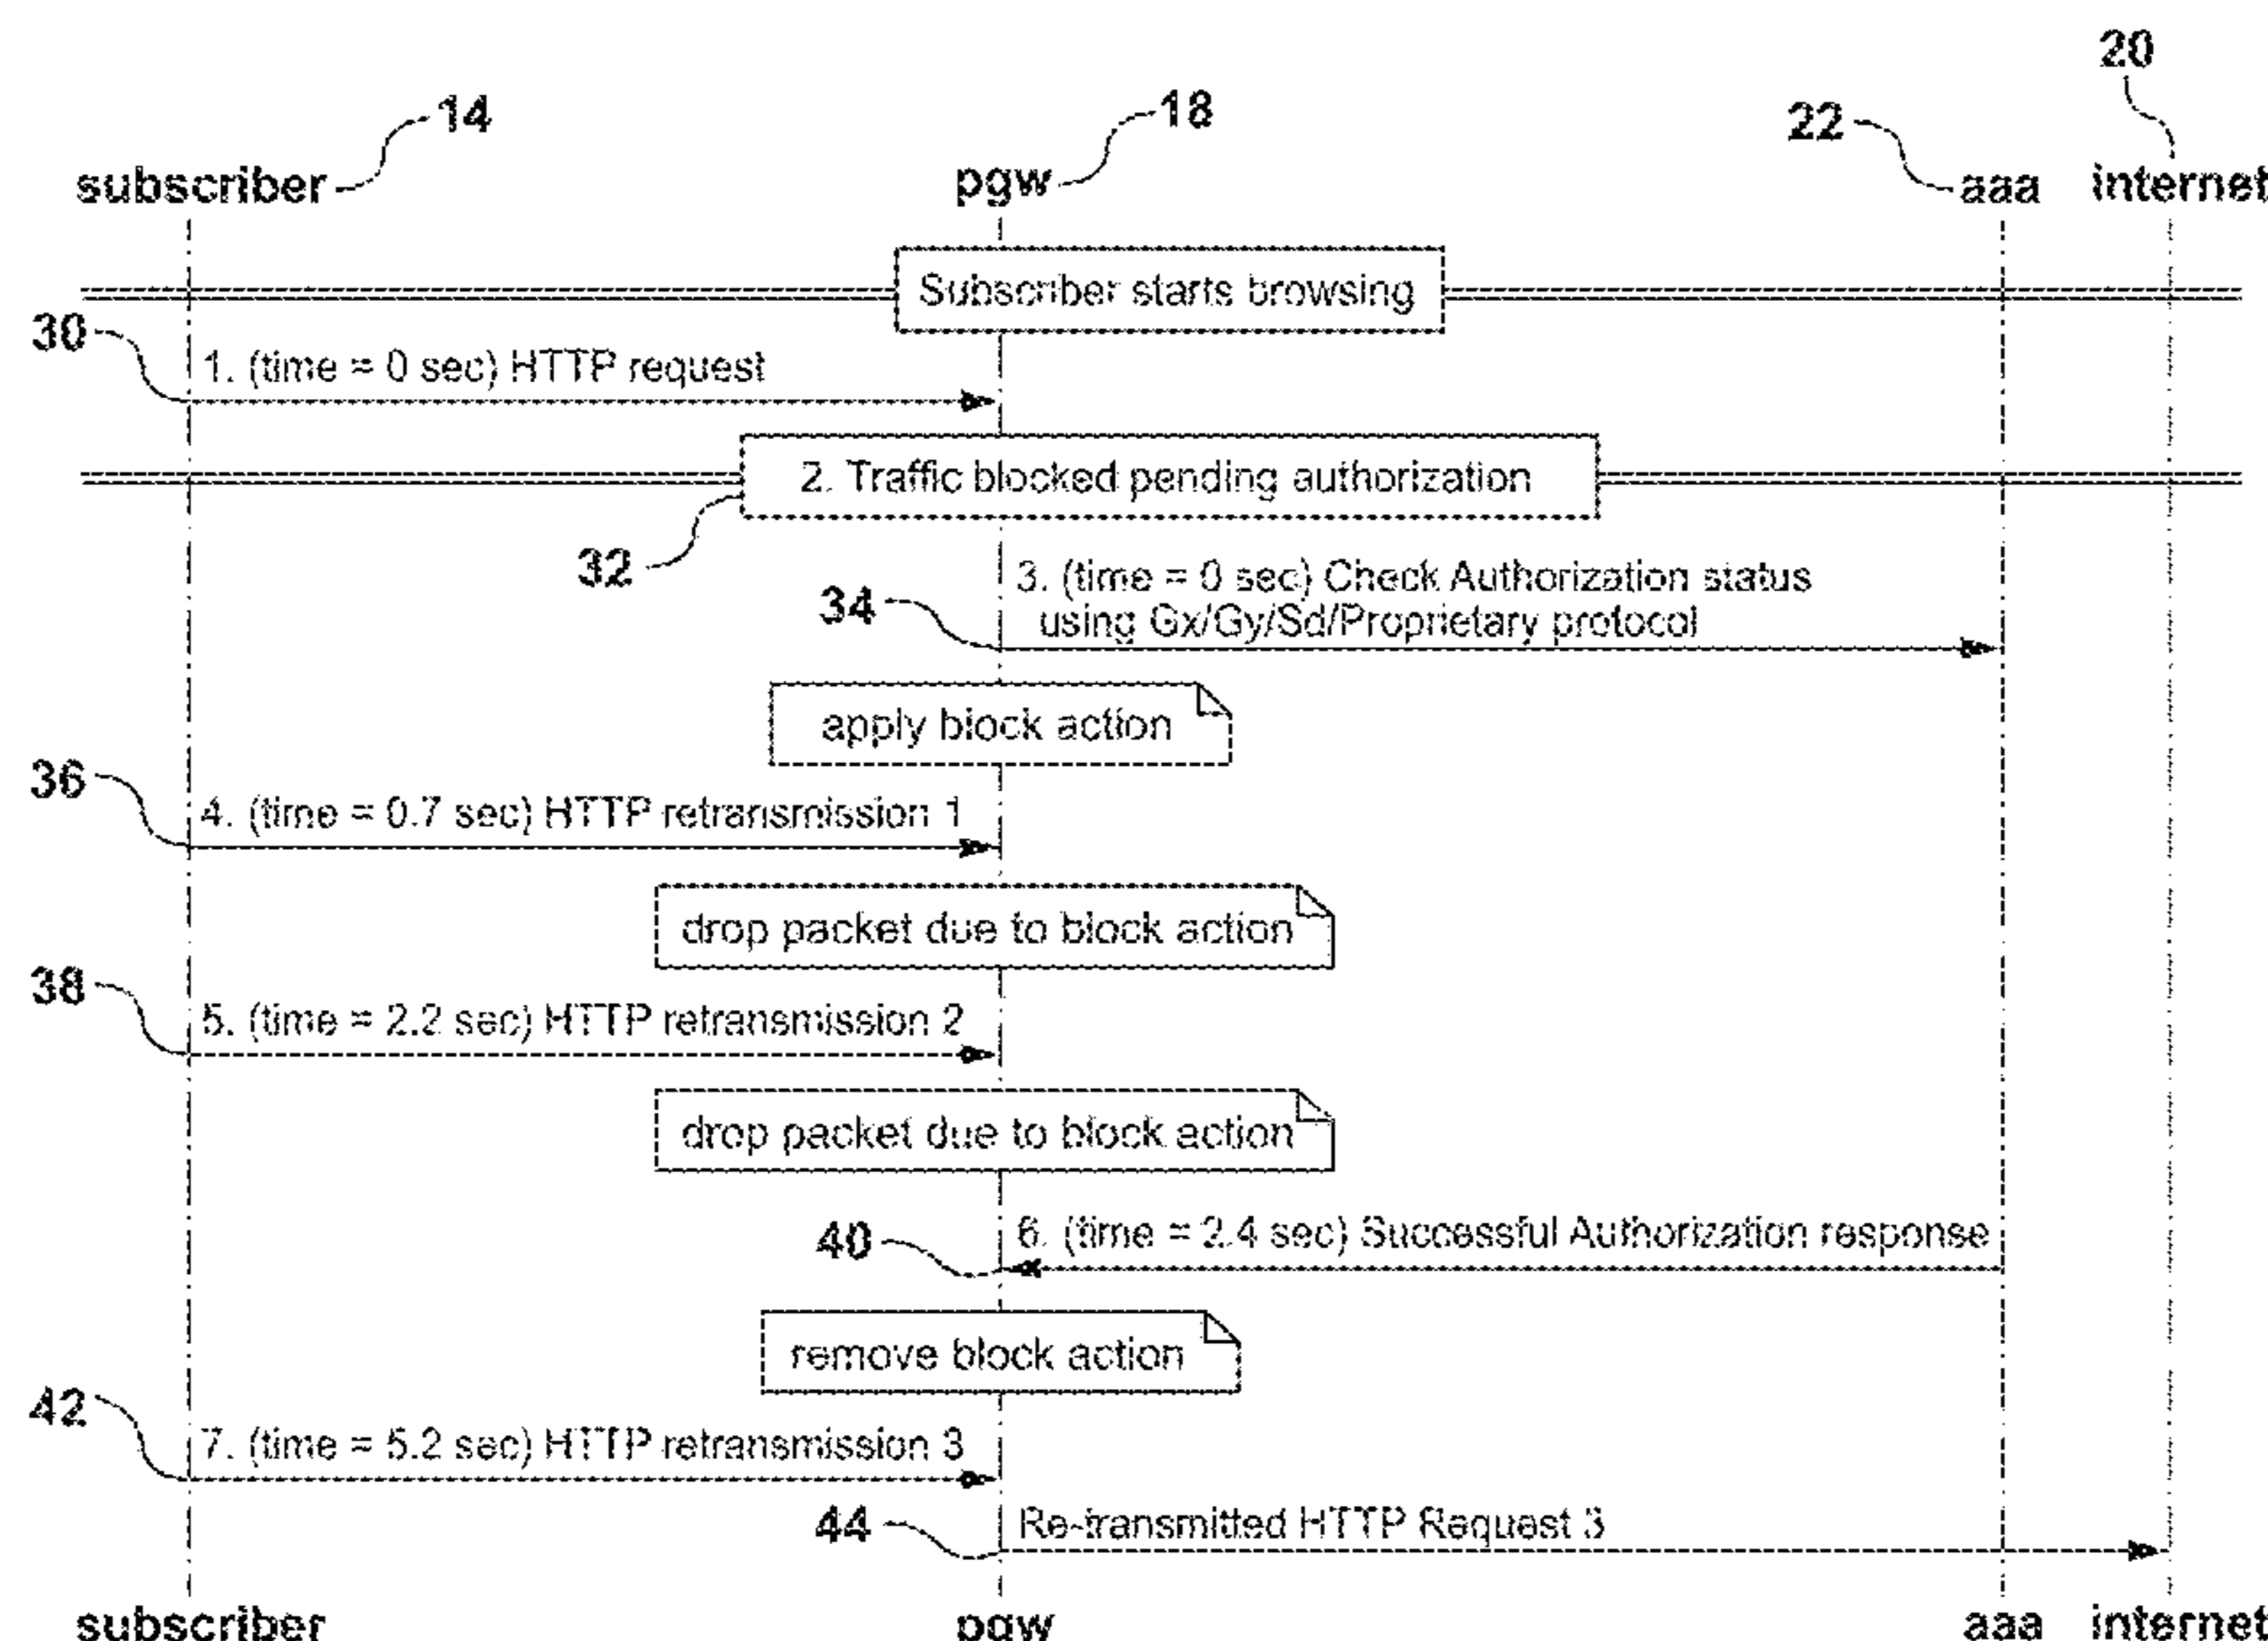 20
14
18
22
subscriber
pgw
aaa
internet
Subscriber starts browsing
30
1. (time = 0 sec) HTTP request
2. Traffic blocked pending authorization
32
3. (time = 0 sec) Check Authorization status
34
using Gx/Gy/Sd/Proprietary protocol
apply block action
36
4. (time = 0.7 sec) HTTP retransmission 1
drop packet due to block action
38
5. (time = 2.2 sec) HTTP retransmission 2
drop packet due to block action
40
6. (time = 2.4 sec) Successful Authorization response
remove block action
42
7. (time = 5.2 sec) HTTP retransmission 3
44
Re-transmitted HTTP Request 3
subscriber
pgw
aaa
internet